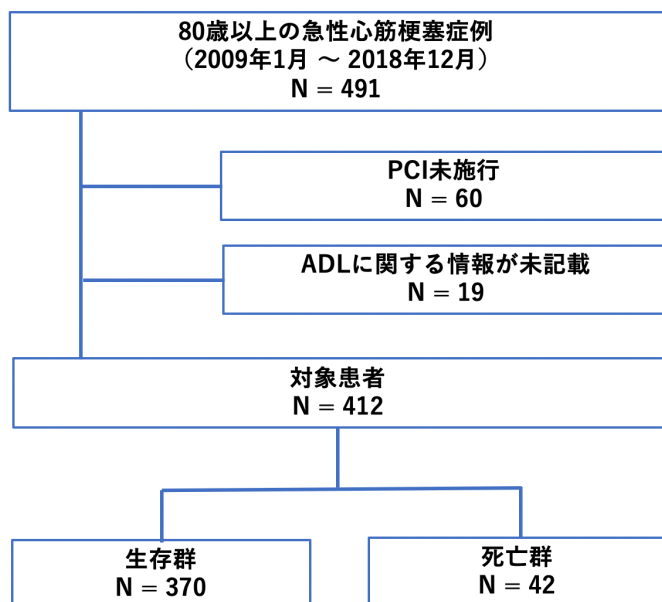 80歳以上の急性心筋梗塞症例
（2009年1月 ～ 2018年12月）
N = 491
PCI未施行
N = 60
ADLに関する情報が未記載
N = 19
対象患者
N = 412
生存群
N = 370
死亡群
N = 42